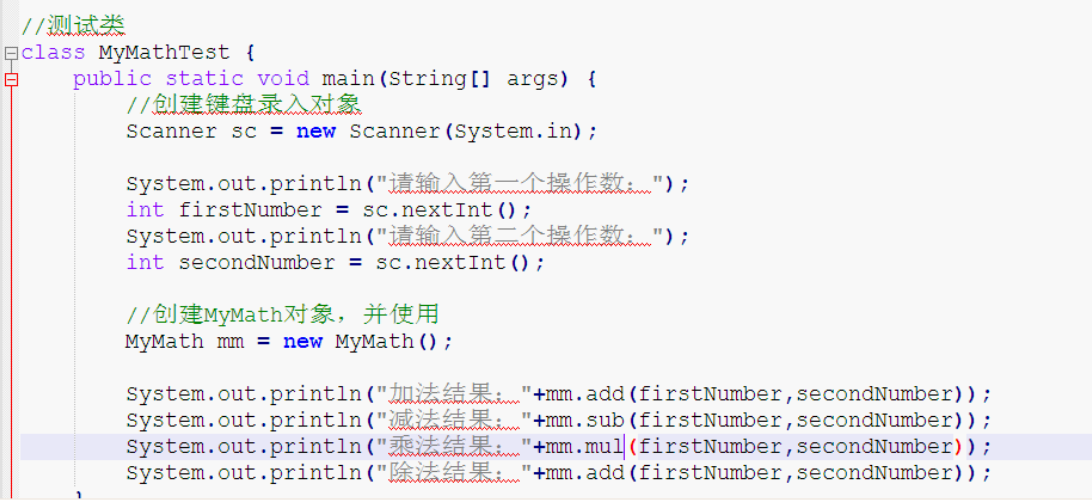 //测试类
class MyMathTest {
public static void main(String[] args) {
//创建键盘录入对象
Scanner sc = new Scanner(System.in);
System.out.println("请输入第一个操作数：");
int firstNumber = sc.nextInt();
System.out.println("请输入第二个操作数：");
int secondNumber = sc.nextInt();
//创建MyMath对象，并使用
MyMath mm = new MyMath();
System.out.println("加法结果："+mm.add(firstNumber,secondNumber));
System.out.println("减法结果："+mm.sub(firstNumber,secondNumber));
System.out.println("乘法结果："+mm.mul(firstNumber,secondNumber));
System.out.println("除法结果："+mm.add(firstNumber,secondNumber));